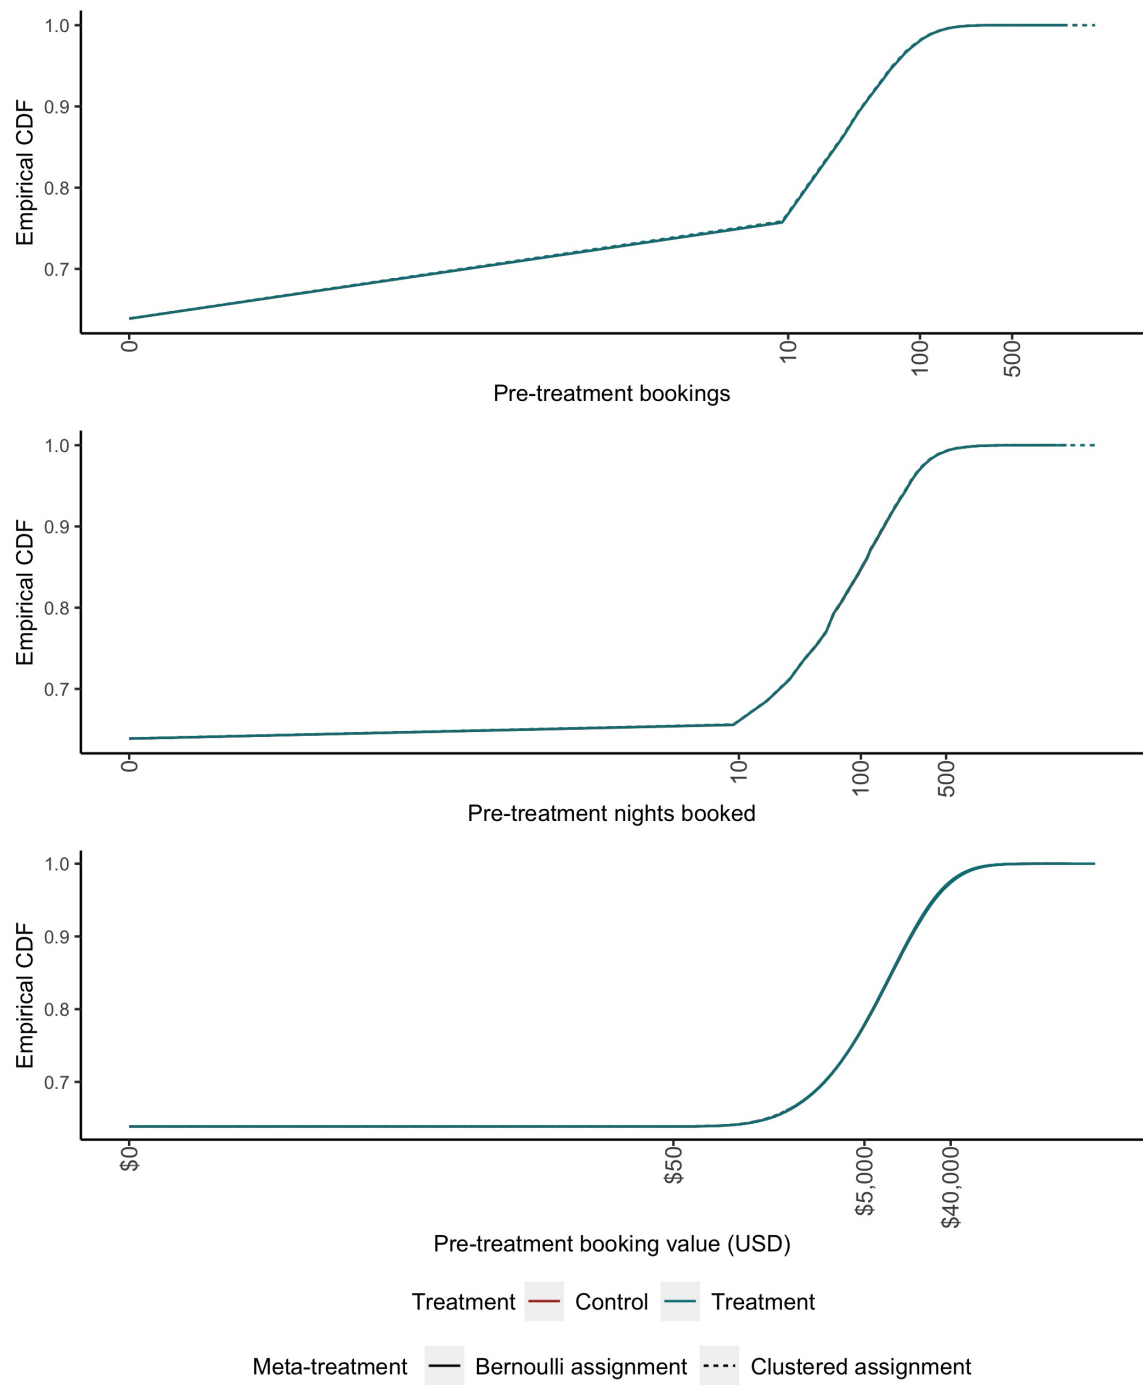 Empirical CDF
1.0
0.9
0.8
0.7
0 10 100 500
Pre-treatment bookings
Empirical CDF
1.0
0.9
0.8
0.7
0 10 100 500
Pre-treatment nights booked
Empirical CDF
1.0
0.9
0.8
0.7
$0 $50 $5,000 $40,000
Pre-treatment booking value (USD)
Treatment Control Treatment
Meta-treatment Bernoulli assignment Clustered assignment